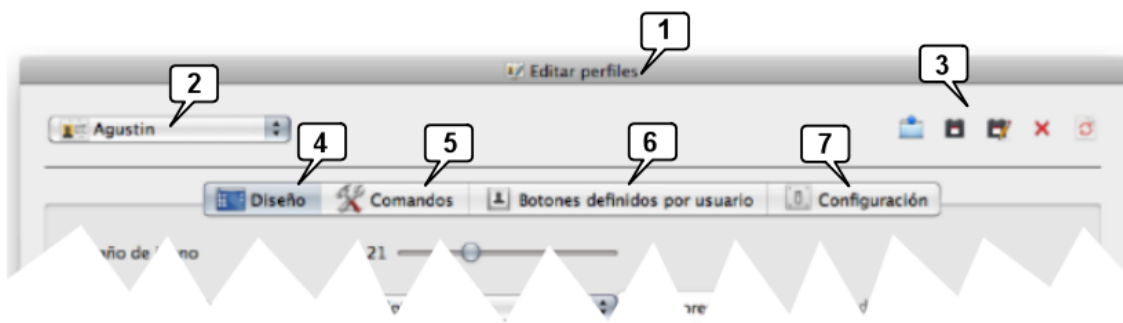 1
Editar perfiles
2
3
Agustin
4
5
6
7
Diseño
Comandos
Botones definidos por usuario
Configuración
21